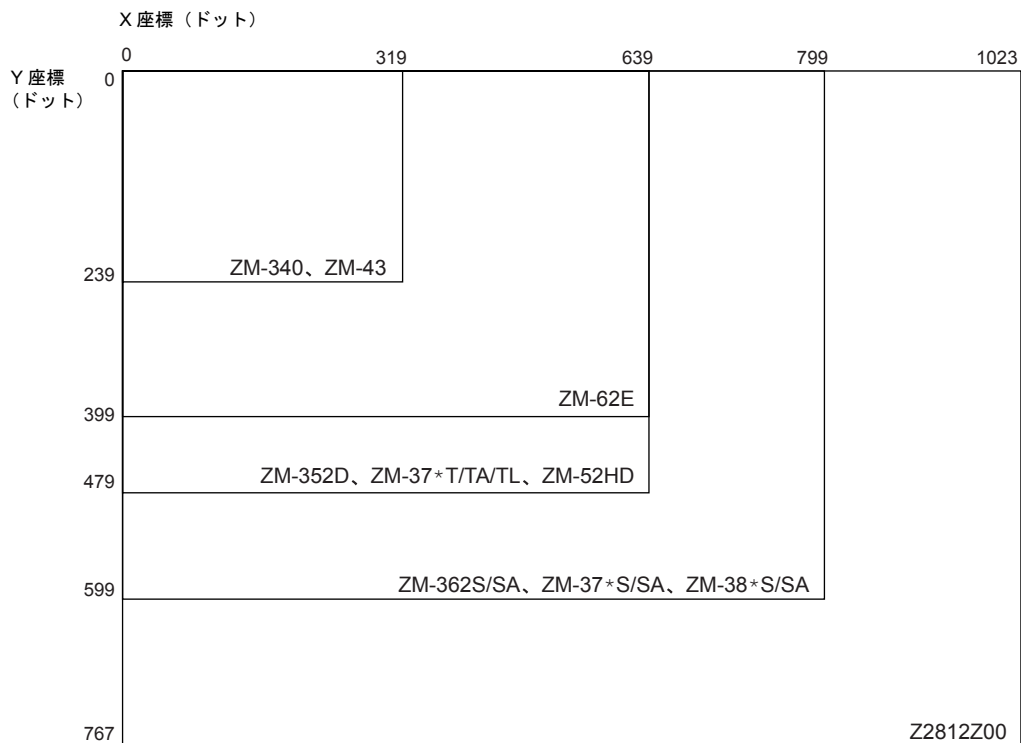 X 座標（ドット）
0 319 639 799 1023
Y 座標
（ドット）
0
ZM-340、ZM-43
239
ZM-62E
399
ZM-352D、ZM-37*T/TA/TL、ZM-52HD
479
ZM-362S/SA、ZM-37*S/SA、ZM-38*S/SA
599
767
Z2812Z00